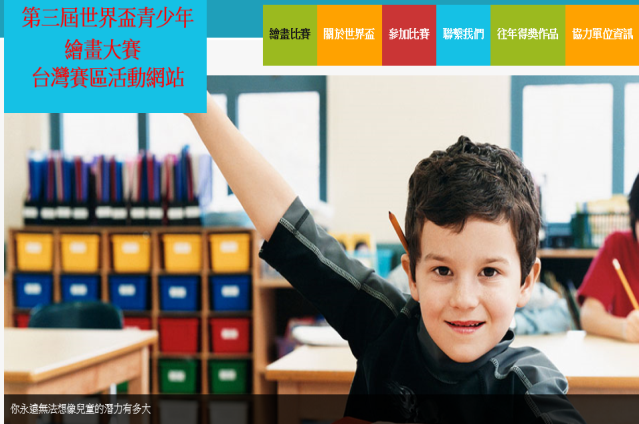 第三屆世界盃青少年
繪畫大賽
台灣賽區活動網站
繪畫比賽
關於世界盃
參加比賽
聯繫我們
往年得獎作品
協力單位資訊
你永遠無法想像兒童的潛力有多大